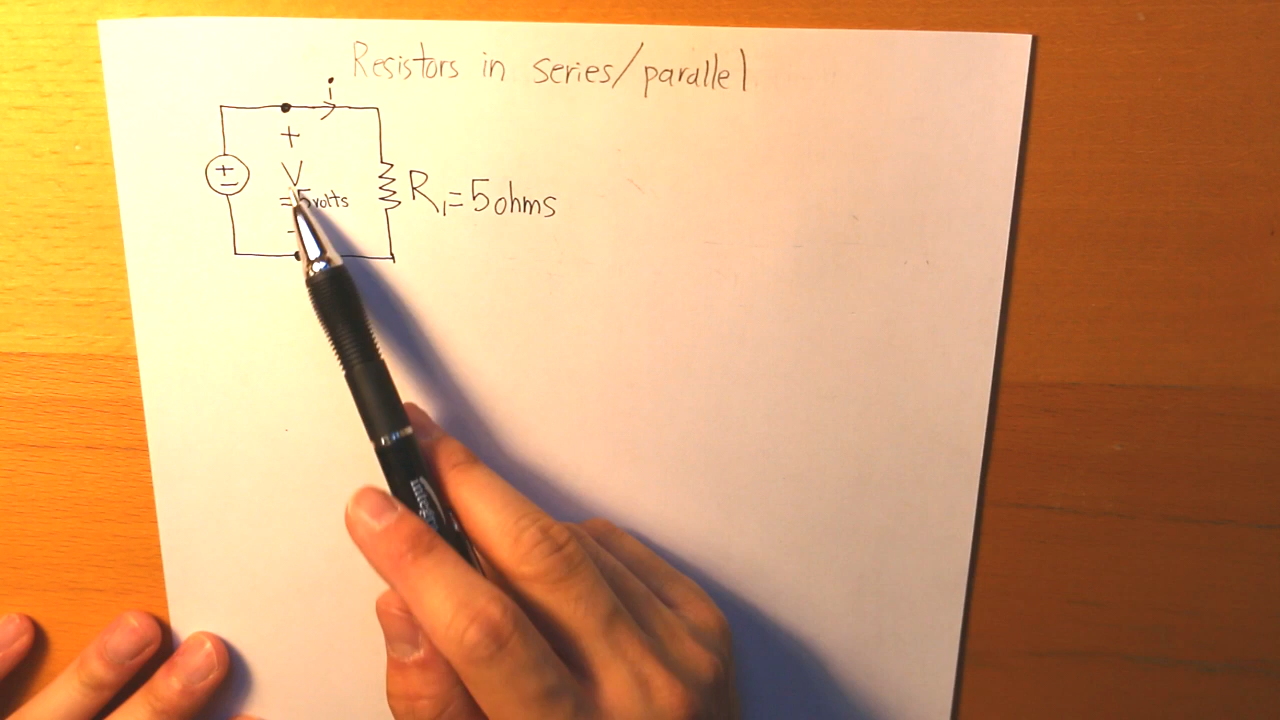 Resistors in series/parallel
i
+
+
−
V
=5volts
-
R1=5ohms